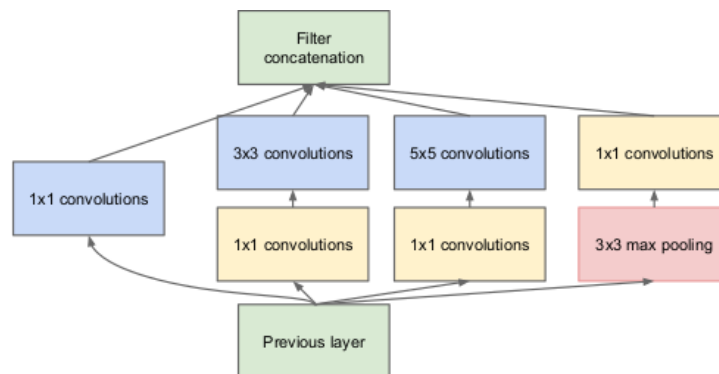 Filter
concatenation
3x3 convolutions
5x5 convolutions
1x1 convolutions
1x1 convolutions
1x1 convolutions
1x1 convolutions
3x3 max pooling
Previous layer